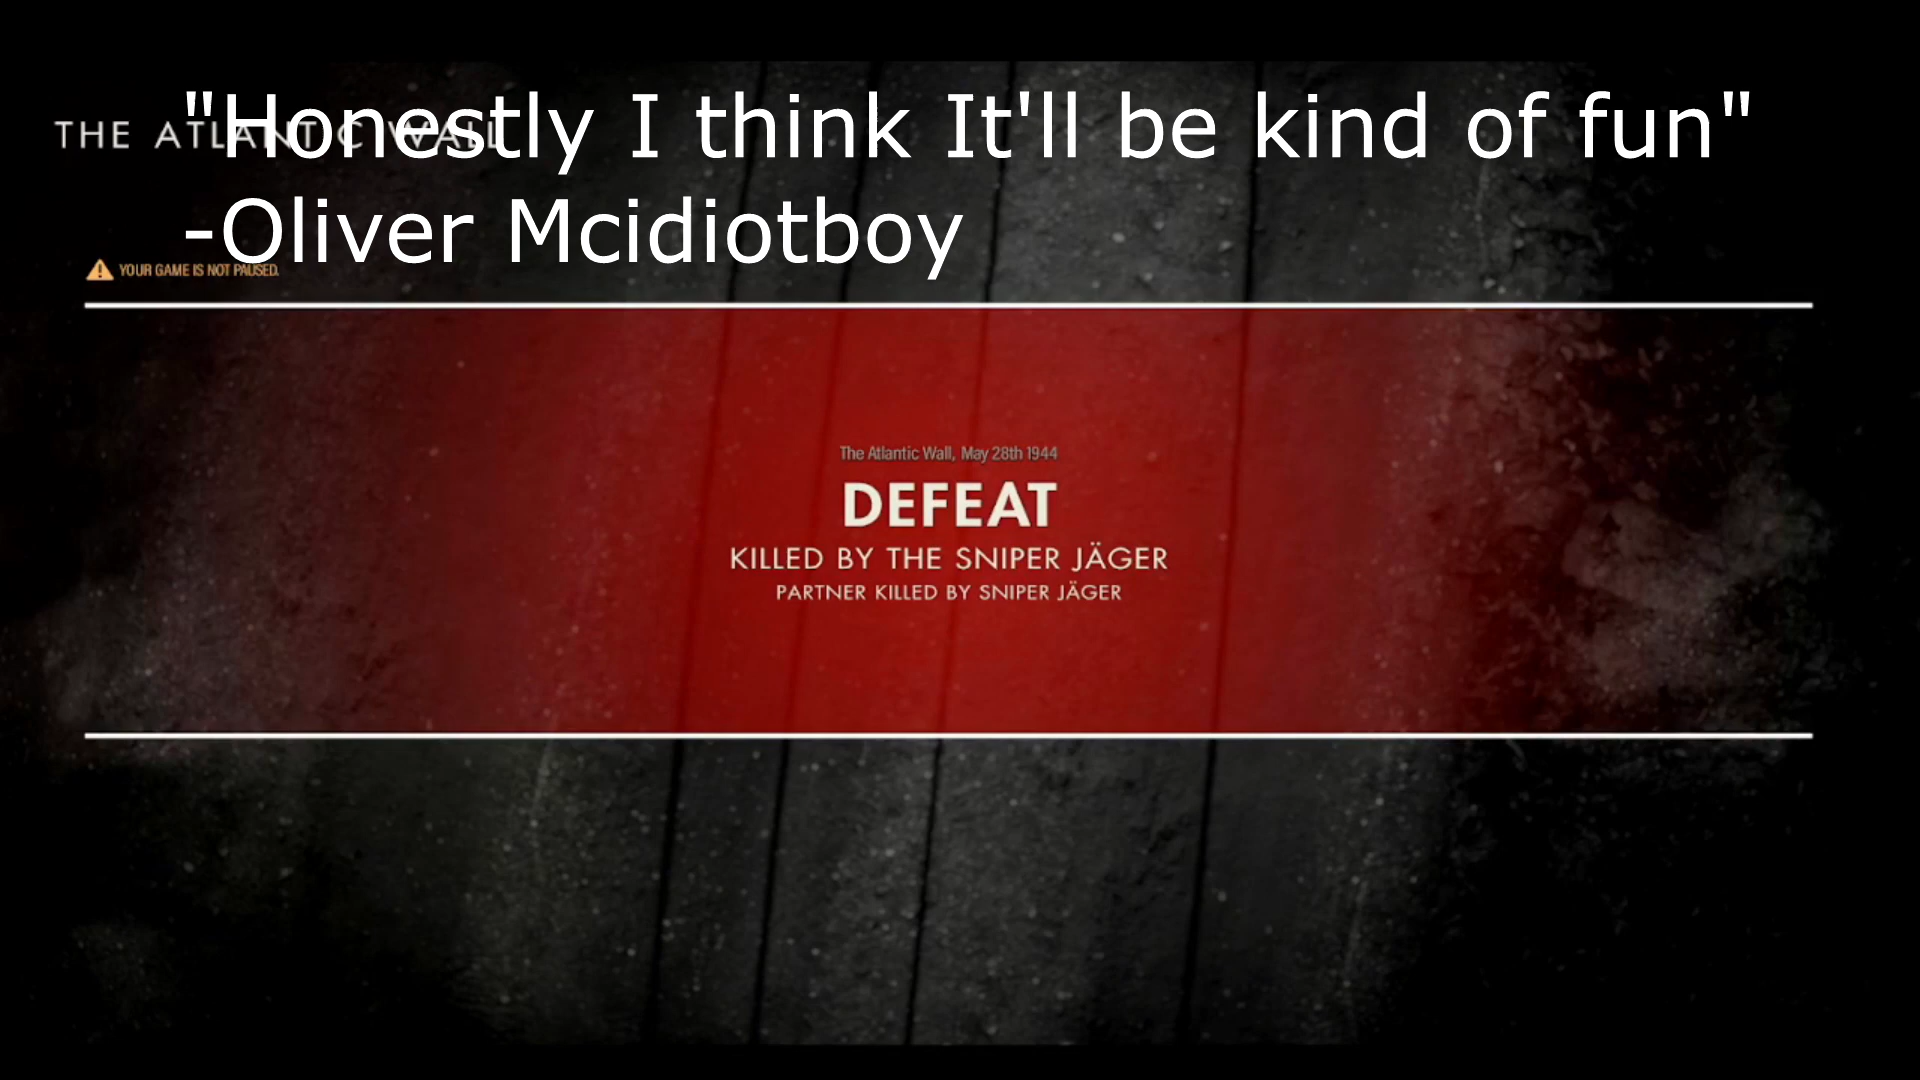 "Honestly I think It'll be kind of fun"
THE ATLANTIC WALL
-Oliver Mcidiotboy
YOUR GAME IS NOT PAUSED.
The Atlantic Wall, May 28th 1944
DEFEAT
KILLED BY THE SNIPER JÄGER
PARTNER KILLED BY SNIPER JÄGER